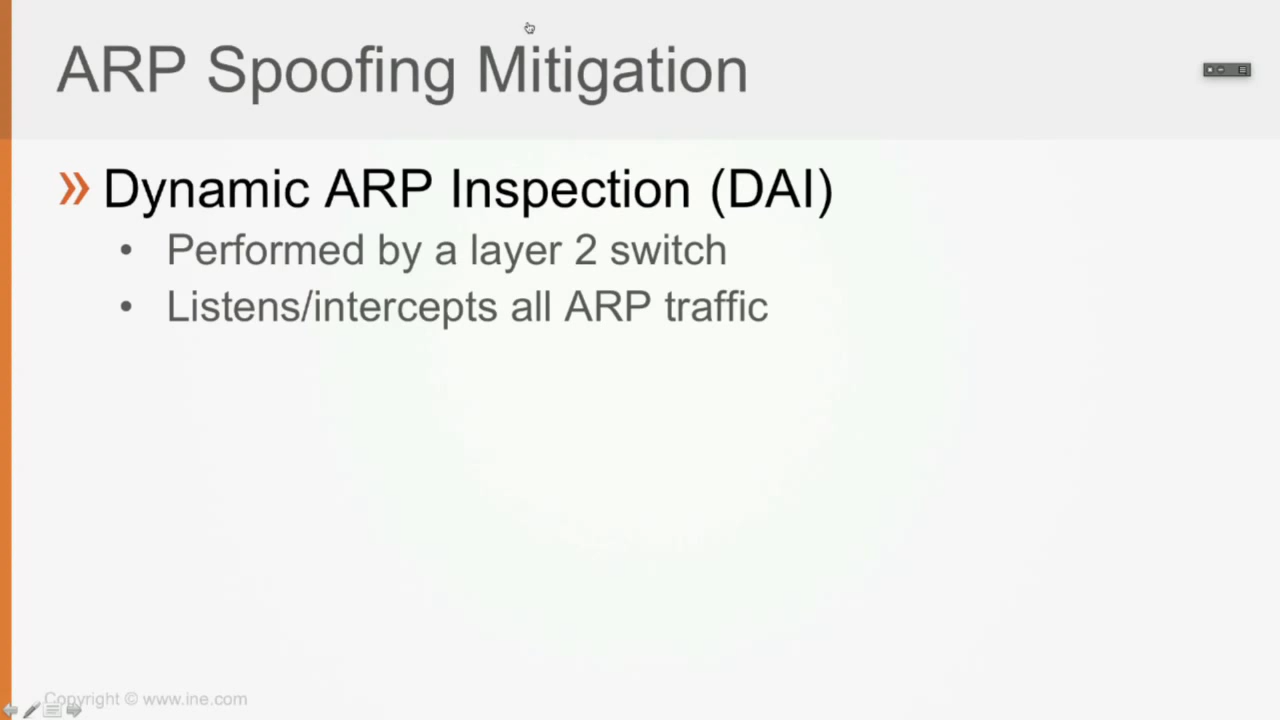 ARP Spoofing Mitigation
» Dynamic ARP Inspection (DAI)
• Performed by a layer 2 switch
• Listens/intercepts all ARP traffic
Copyright © www.ine.com